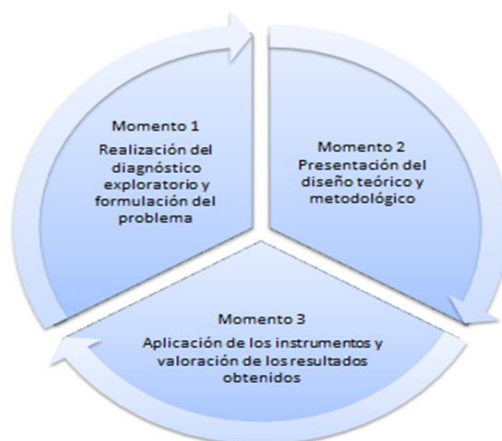 Momento 1
Realización del
diagnóstico
exploratorio y
formulación del
problema
Momento 2
Presentación del
diseño teórico y
metodológico
Momento 3
Aplicación de los instrumentos y
valoración de los resultados
obtenidos